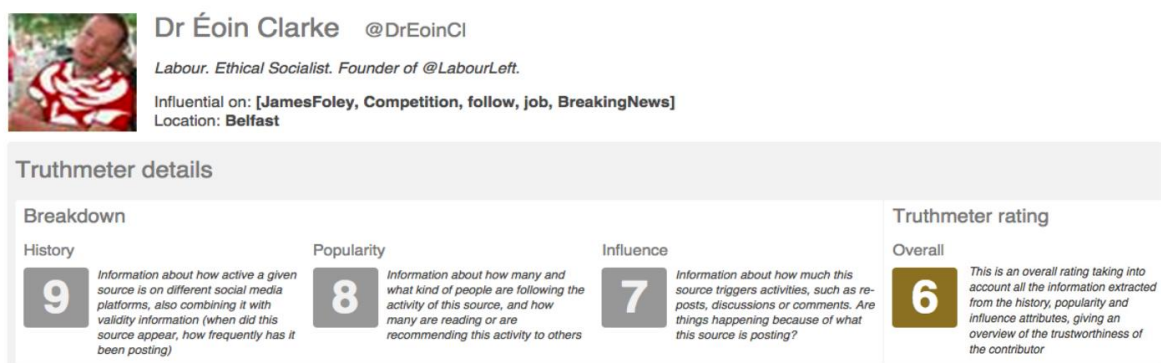 Dr Éoin Clarke @DrEoinCl
Labour. Ethical Socialist. Founder of @LabourLeft.
Influential on: [JamesFoley, Competition, follow, job, BreakingNews]
Location: Belfast
Truthmeter details
Breakdown
History
9
Information about how active a given
source is on different social media
platforms, also combining it with
validity information (when did this
source appear, how frequently has it
been posting)
Popularity
8
Information about how many and
what kind of people are following the
activity of this source, and how
many are reading or are
recommending this activity to others
Influence
7
Information about how much this
source triggers activities, such as re-
posts, discussions or comments. Are
things happening because of what
this source is posting?
Truthmeter rating
Overall
6
This is an overall rating taking into
account all the information extracted
from the history, popularity and
influence attributes, giving an
overview of the trustworthiness of
the contributor